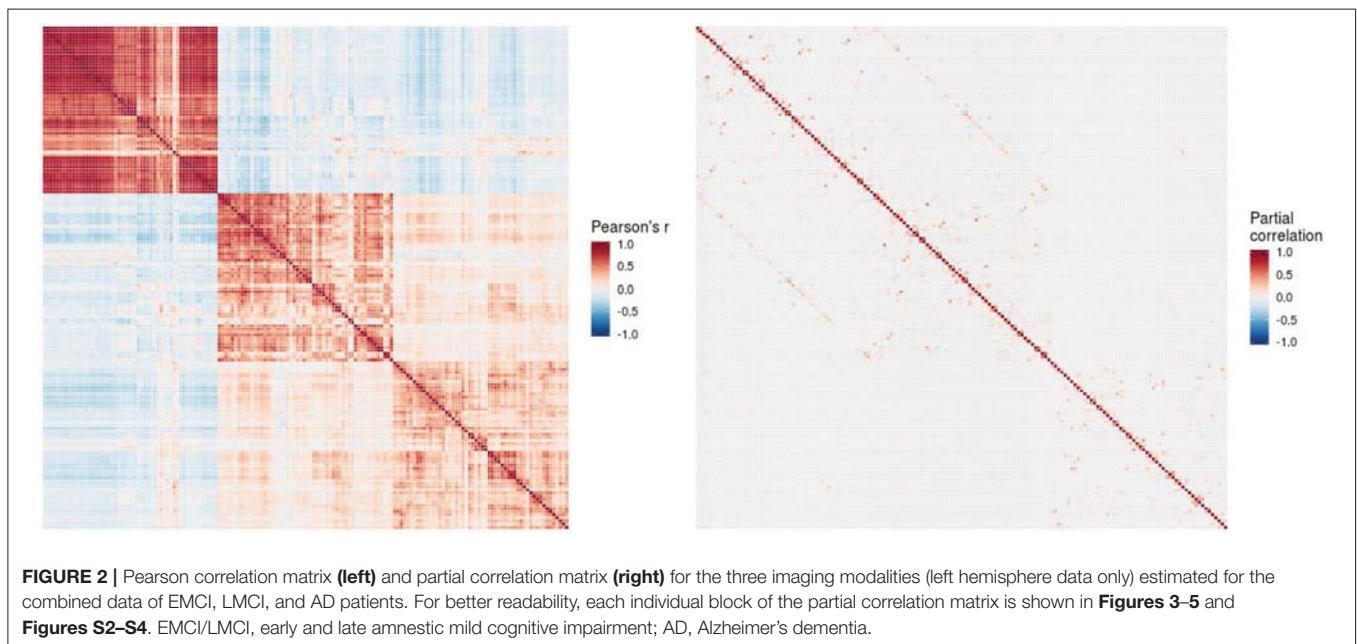 Pearson's r
1.0
0.5
0.0
-0.5
-1.0
Partial
correlation
1.0
0.5
0.0
-0.5
-1.0
FIGURE 2 | Pearson correlation matrix (left) and partial correlation matrix (right) for the three imaging modalities (left hemisphere data only) estimated for the
combined data of EMCI, LMCI, and AD patients. For better readability, each individual block of the partial correlation matrix is shown in Figures 3–5 and
Figures S2–S4. EMCI/LMCI, early and late amnestic mild cognitive impairment; AD, Alzheimer's dementia.